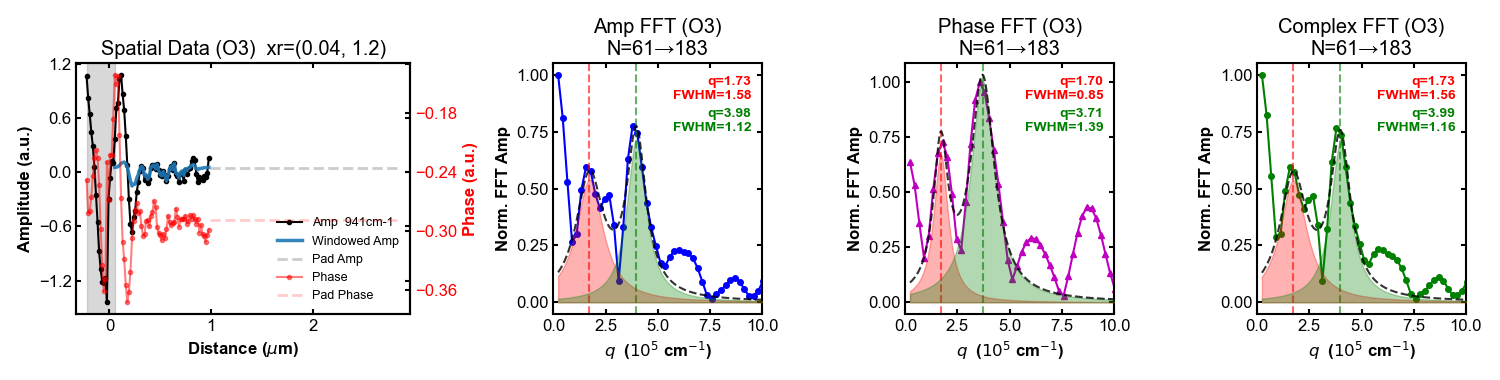 Spatial Data (O3)  xr=(0.04, 1.2)
1.2
0.6
0.0
−0.6
−1.2
Amplitude (a.u.)
0
1
2
Distance (μm)
−0.18
−0.24
−0.30
−0.36
Phase (a.u.)
Amp  941cm-1
Windowed Amp
Pad Amp
Phase
Pad Phase
Amp FFT (O3)
N=61→183
1.00
0.75
0.50
0.25
0.00
Norm. FFT Amp
q=1.73
FWHM=1.58
q=3.98
FWHM=1.12
0.0
2.5
5.0
7.5
10.0
q (10⁵ cm⁻¹)
Phase FFT (O3)
N=61→183
1.00
0.75
0.50
0.25
0.00
Norm. FFT Amp
q=1.70
FWHM=0.85
q=3.71
FWHM=1.39
0.0
2.5
5.0
7.5
10.0
q (10⁵ cm⁻¹)
Complex FFT (O3)
N=61→183
1.00
0.75
0.50
0.25
0.00
Norm. FFT Amp
q=1.73
FWHM=1.56
q=3.99
FWHM=1.16
0.0
2.5
5.0
7.5
10.0
q (10⁵ cm⁻¹)